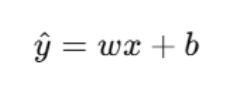 ŷ = wx + b